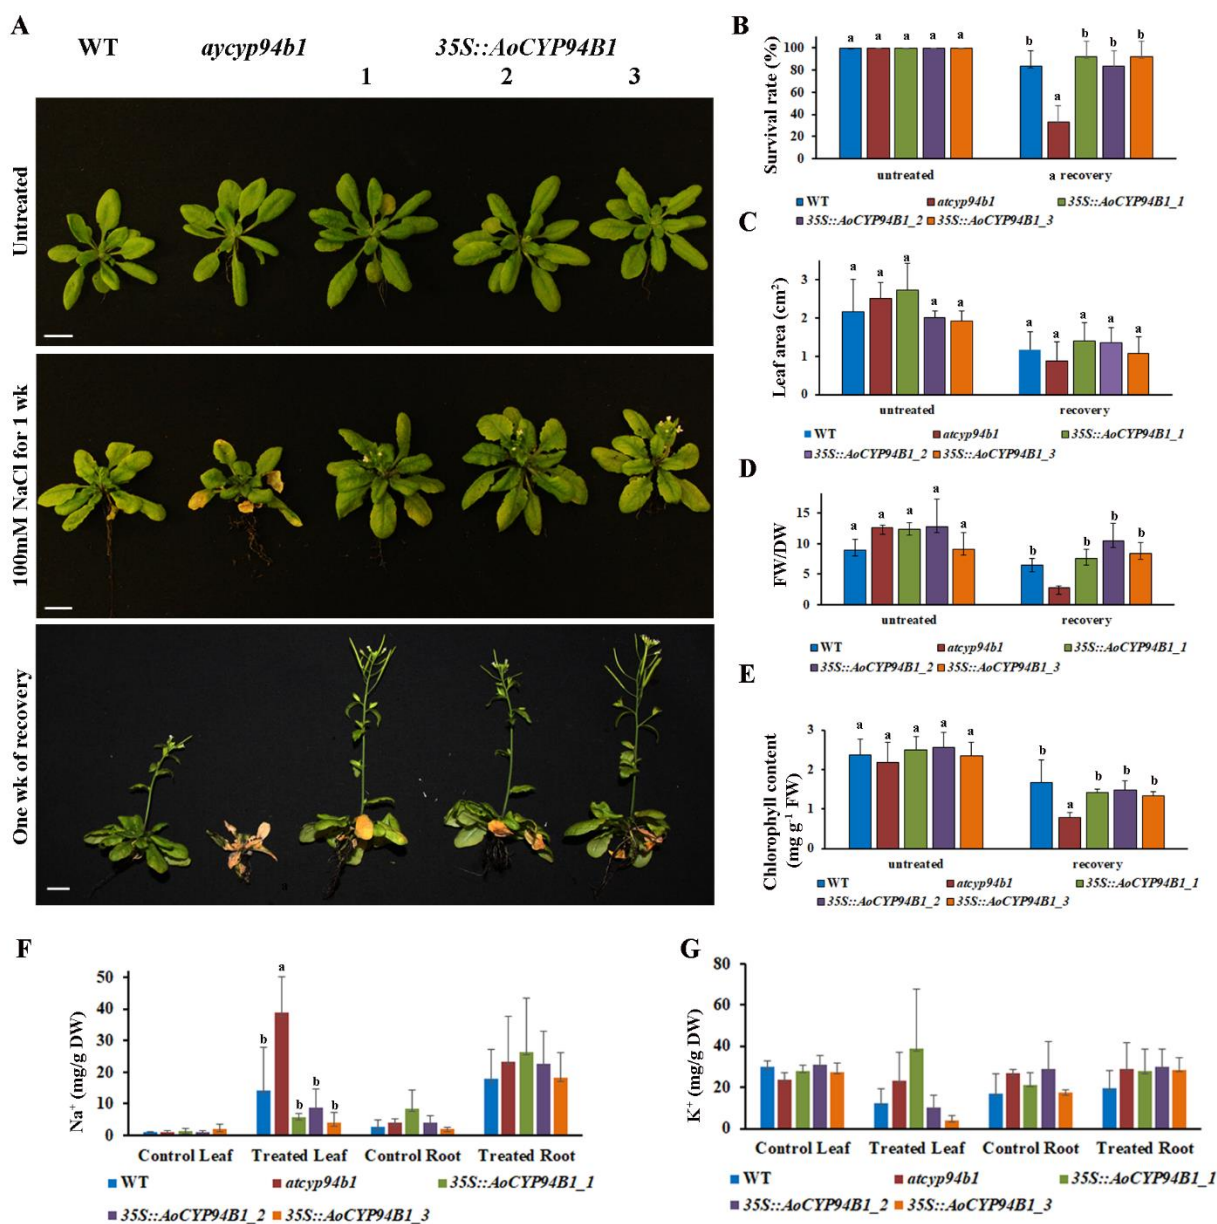 A
WT aycyp94b1 35S::AoCYP94B1
1 2 3
Untreated
100mM NaCl for 1 wk
One wk of recovery
a
B
Survival rate (%)
100
80
60
40
20
0
a a a a a
b a b b b
untreated a recovery
WT atcyp94b1 35S::AoCYP94B1_1
35S::AoCYP94B1_2 35S::AoCYP94B1_3
C
Leaf area (cm²)
3
2
1
0
a a a a a
a a a a a
untreated recovery
WT atcyp94b1 35S::AoCYP94B1_1
35S::AoCYP94B1_2 35S::AoCYP94B1_3
D
FW/DW
15
10
5
0
a a a a a
b a b b b
untreated recovery
WT atcyp94b1 35S::AoCYP94B1_1
35S::AoCYP94B1_2 35S::AoCYP94B1_3
E
Chlorophyll content
(mg g⁻¹ FW)
3
2
1
0
a a a a a
b a b b b
untreated recovery
WT atcyp94b1 35S::AoCYP94B1_1
35S::AoCYP94B1_2 35S::AoCYP94B1_3
F
Na⁺ (mg/g DW)
50
40
30
20
10
0
b a b b b
Control Leaf Treated Leaf Control Root Treated Root
WT atcyp94b1 35S::AoCYP94B1_1
35S::AoCYP94B1_2 35S::AoCYP94B1_3
G
K⁺ (mg/g DW)
80
60
40
20
0
Control Leaf Treated Leaf Control Root Treated Root
WT atcyp94b1 35S::AoCYP94B1_1
35S::AoCYP94B1_2 35S::AoCYP94B1_3